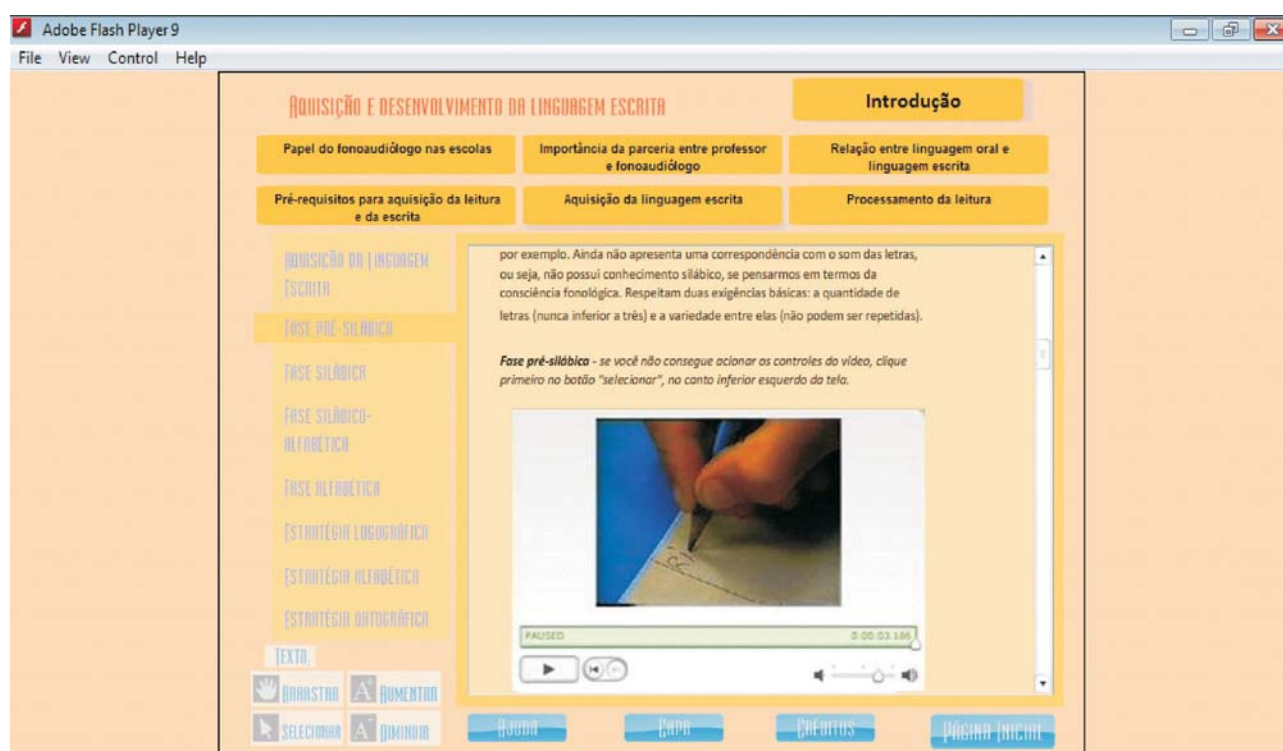 Adobe Flash Player 9
File View Control Help
Aquisição e desenvolvimento da linguagem escrita
Introdução
Papel do fonoaudiólogo nas escolas
Importância da parceria entre professor
e fonoaudiólogo
Relação entre linguagem oral e
linguagem escrita
Pré-requisitos para aquisição da leitura
e da escrita
Aquisição da linguagem escrita
Processamento da leitura
Aquisição da Linguagem
Escrita
Fase pré-silábica
Fase silábica
Fase silábico-
alfabética
Fase alfabética
Estratégia logográfica
Estratégia alfabética
Estratégia ortográfica
por exemplo. Ainda não apresenta uma correspondência com o som das letras,
ou seja, não possui conhecimento silábico, se pensarmos em termos da
consciência fonológica. Respeitam duas exigências básicas: a quantidade de
letras (nunca inferior a três) e a variedade entre elas (não podem ser repetidas).
Fase pré-silábica - se você não consegue acionar os controles do vídeo, clique
primeiro no botão "selecionar", no canto inferior esquerdo da tela.
PAUSED 0:00:03.186
Texto
Arrastar A+ Aumentar
Selecionar A- Diminuir
Ajuda
Capa
Créditos
Página Inicial